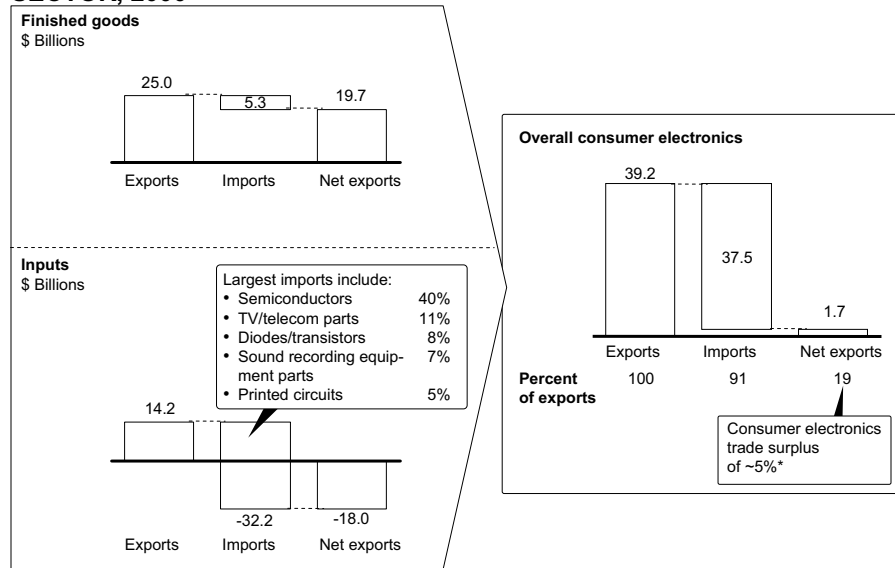 Finished goods
$ Billions
25.0
5.3
19.7
Exports Imports Net exports
Inputs
$ Billions
Largest imports include:
• Semiconductors 40%
• TV/telecom parts 11%
• Diodes/transistors 8%
• Sound recording equip- 7%
ment parts
• Printed circuits 5%
14.2
-32.2
-18.0
Exports Imports Net exports
Overall consumer electronics
39.2
37.5
1.7
Exports Imports Net exports
Percent 100 91 19
of exports
Consumer electronics
trade surplus
of ~5%*